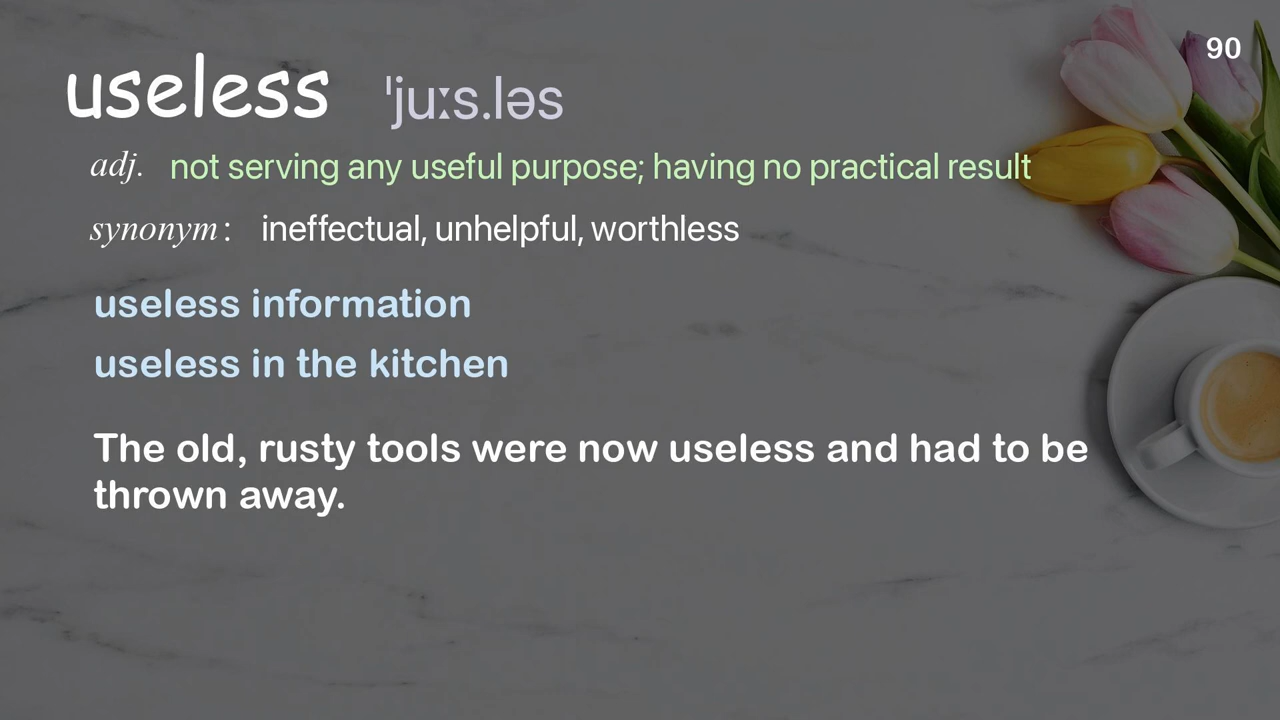 90
useless ˈjuːs.ləs
adj. not serving any useful purpose; having no practical result
synonym: ineffectual, unhelpful, worthless
useless information
useless in the kitchen
The old, rusty tools were now useless and had to be
thrown away.